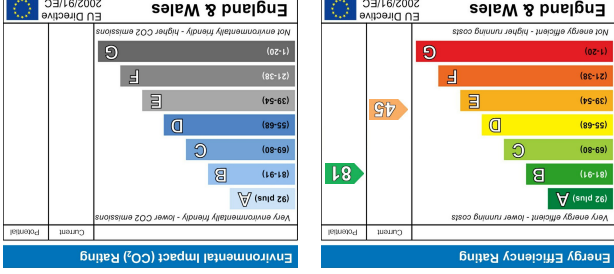 Energy Efficiency Rating
Current Potential
Very energy efficient - lower running costs
(92 plus) A
(81-91) B
(69-80) C
(55-68) D
(39-54) E
(21-38) F
(1-20) G
Not energy efficient - higher running costs
45
81
England & Wales
EU Directive
2002/91/EC
Environmental Impact (CO₂) Rating
Current Potential
Very environmentally friendly - lower CO2 emissions
(92 plus) A
(81-91) B
(69-80) C
(55-68) D
(39-54) E
(21-38) F
(1-20) G
Not environmentally friendly - higher CO2 emissions
England & Wales
EU Directive
2002/91/EC